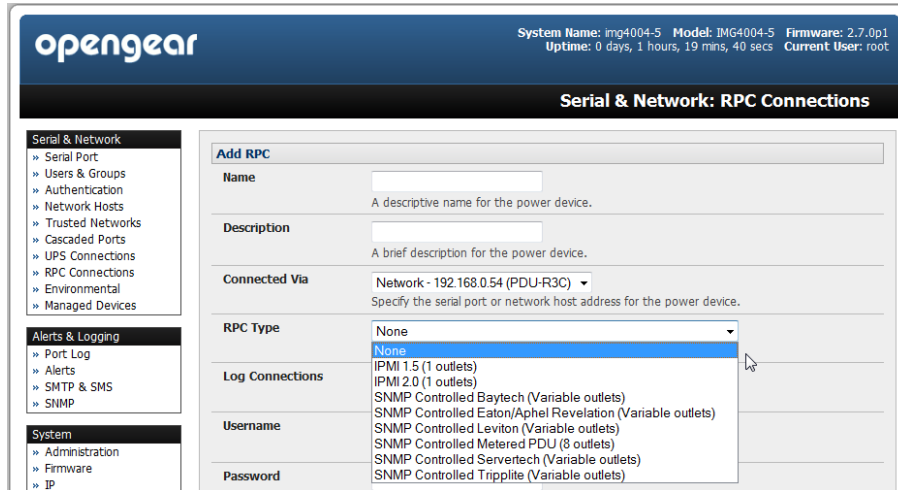 opengear
System Name: img4004-5 Model: IMG4004-5 Firmware: 2.7.0p1
Uptime: 0 days, 1 hours, 19 mins, 40 secs Current User: root
Serial & Network: RPC Connections
Serial & Network
» Serial Port
» Users & Groups
» Authentication
» Network Hosts
» Trusted Networks
» Cascaded Ports
» UPS Connections
» RPC Connections
» Environmental
» Managed Devices
Alerts & Logging
» Port Log
» Alerts
» SMTP & SMS
» SNMP
System
» Administration
» Firmware
» IP
Add RPC
Name
A descriptive name for the power device.
Description
A brief description for the power device.
Connected Via
Network - 192.168.0.54 (PDU-R3C)
Specify the serial port or network host address for the power device.
RPC Type
None
None
IPMI 1.5 (1 outlets)
IPMI 2.0 (1 outlets)
SNMP Controlled Baytech (Variable outlets)
SNMP Controlled Eaton/Aphel Revelation (Variable outlets)
SNMP Controlled Leviton (Variable outlets)
SNMP Controlled Metered PDU (8 outlets)
SNMP Controlled Servertech (Variable outlets)
SNMP Controlled Tripplite (Variable outlets)
Log Connections
Username
Password